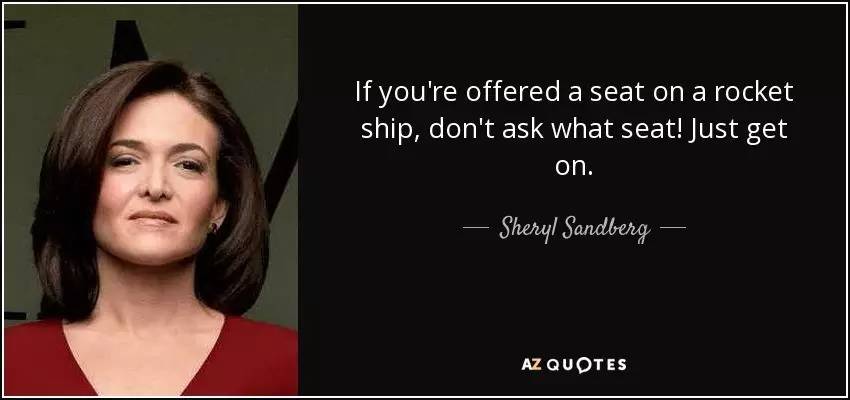 If you're offered a seat on a rocket
ship, don't ask what seat! Just get
on.
Sheryl Sandberg
AZ QUOTES